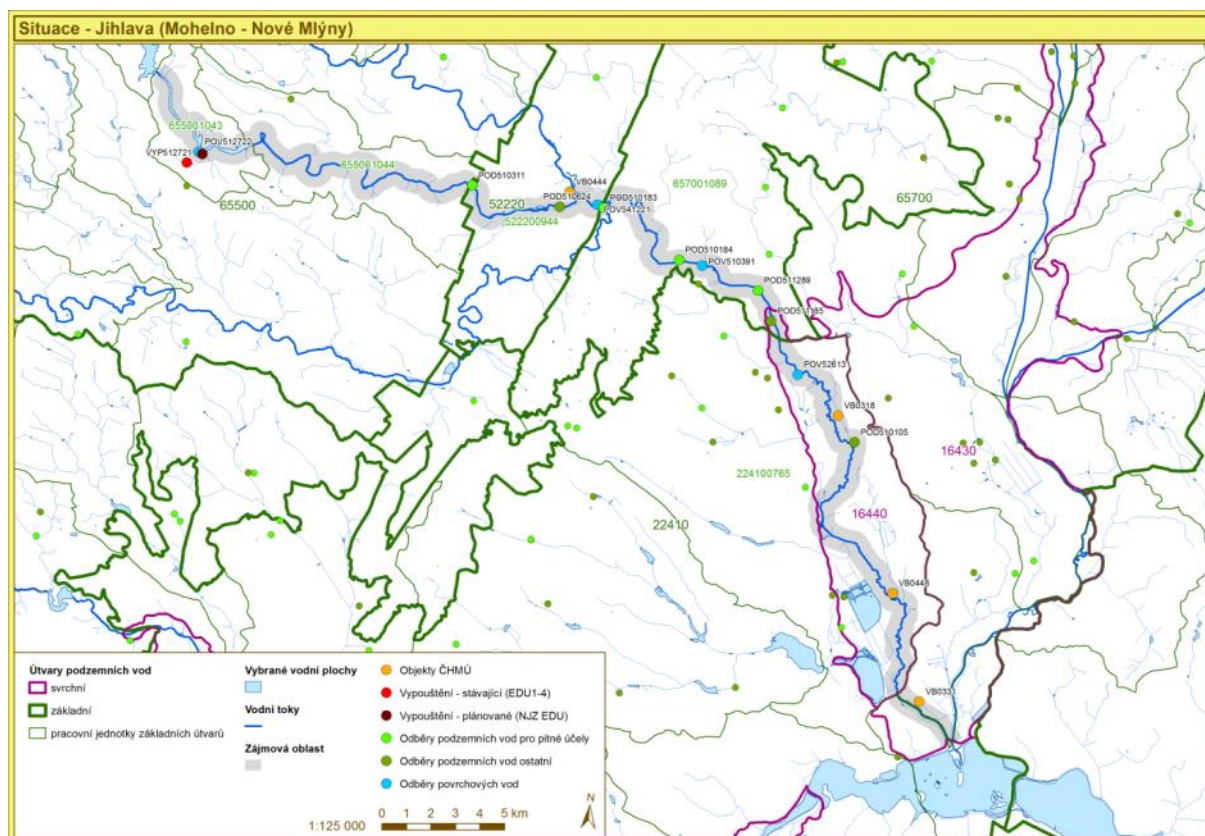 Situace - Jihlava (Mohelno - Nové Mlýny)
655001043
POV512722
VYP512721
655001044
65500
POD510311
VB0444
52220
POD510624
POD510183
POV541221
522200944
657001089
65700
POD510184
POV510391
POD511289
POD511185
POV52613
VB0318
POD510105
16430
224100765
16440
22410
VB0331
Útvary podzemních vod
svrchní
základní
pracovní jednotky základních útvarů
Vybrané vodní plochy
Vodní toky
Zájmová oblast
Objekty ČHMÚ
Vypouštění - stávající (EDU1-4)
Vypouštění - plánované (NJZ EDU)
Odběry podzemních vod pro pitné účely
Odběry podzemních vod ostatní
Odběry povrchových vod
1:125 000
0 1 2 3 4 5 km
N